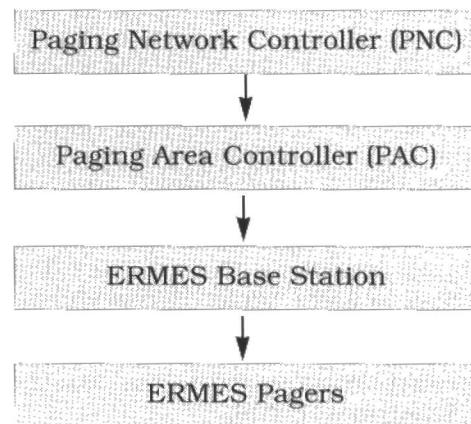 Paging Network Controller (PNC)
Paging Area Controller (PAC)
ERMES Base Station
ERMES Pagers